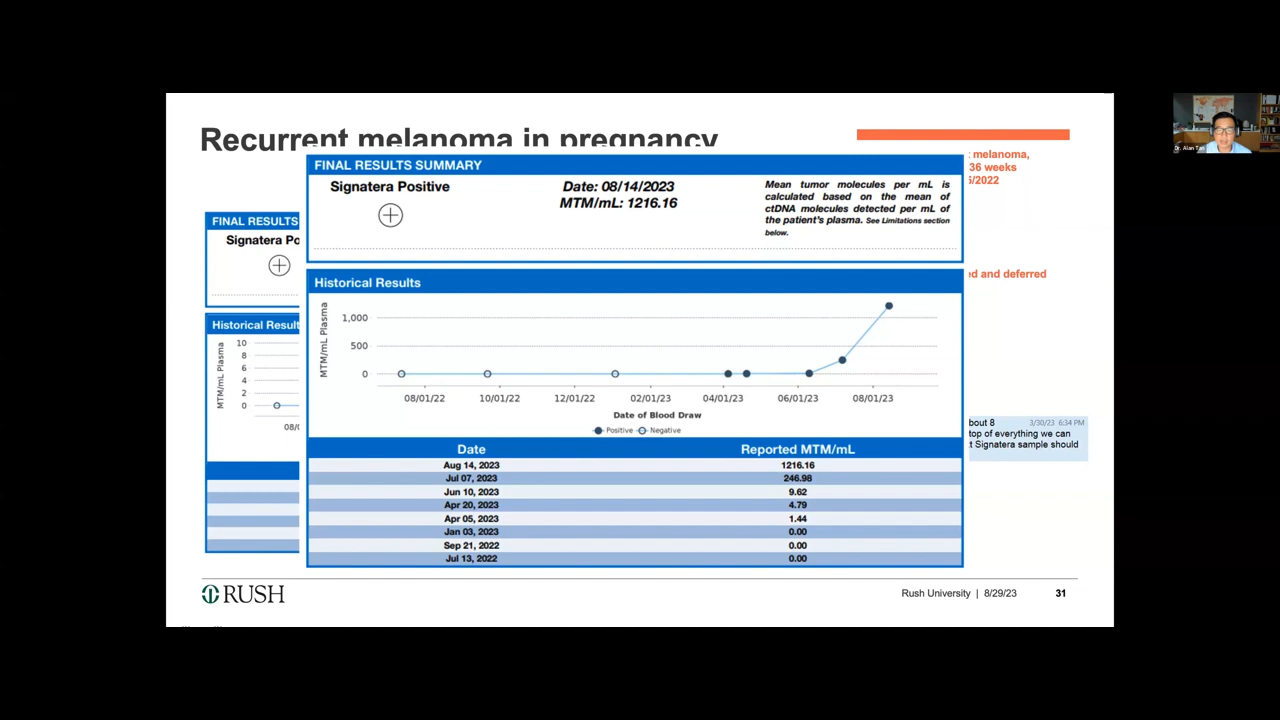 Recurrent melanoma in pregnancy
melanoma,
36 weeks
/2022
FINAL RESULTS SUMMARY
Signatera Positive
Date: 08/14/2023
MTM/mL: 1216.16
Mean tumor molecules per mL is
calculated based on the mean of
ctDNA molecules detected per mL of
the patient's plasma. See Limitations section
below.
FINAL RESULTS
Signatera Po
ed and deferred
Historical Results
MTM/mL Plasma
1,000
500
0
08/01/22 10/01/22 12/01/22 02/01/23 04/01/23 06/01/23 08/01/23
Date of Blood Draw
Positive Negative
Historical Result
MTM/mL Plasma
10
8
6
4
2
0
08/0
Date Reported MTM/mL
Aug 14, 2023 1216.16
Jul 07, 2023 246.98
Jun 10, 2023 9.62
Apr 20, 2023 4.79
Apr 05, 2023 1.44
Jan 03, 2023 0.00
Sep 21, 2022 0.00
Jul 13, 2022 0.00
bout 8 3/30/23 6:34 PM
top of everything we can
t Signatera sample should
RUSH
Rush University | 8/29/23 31
Dr. Alan Tan